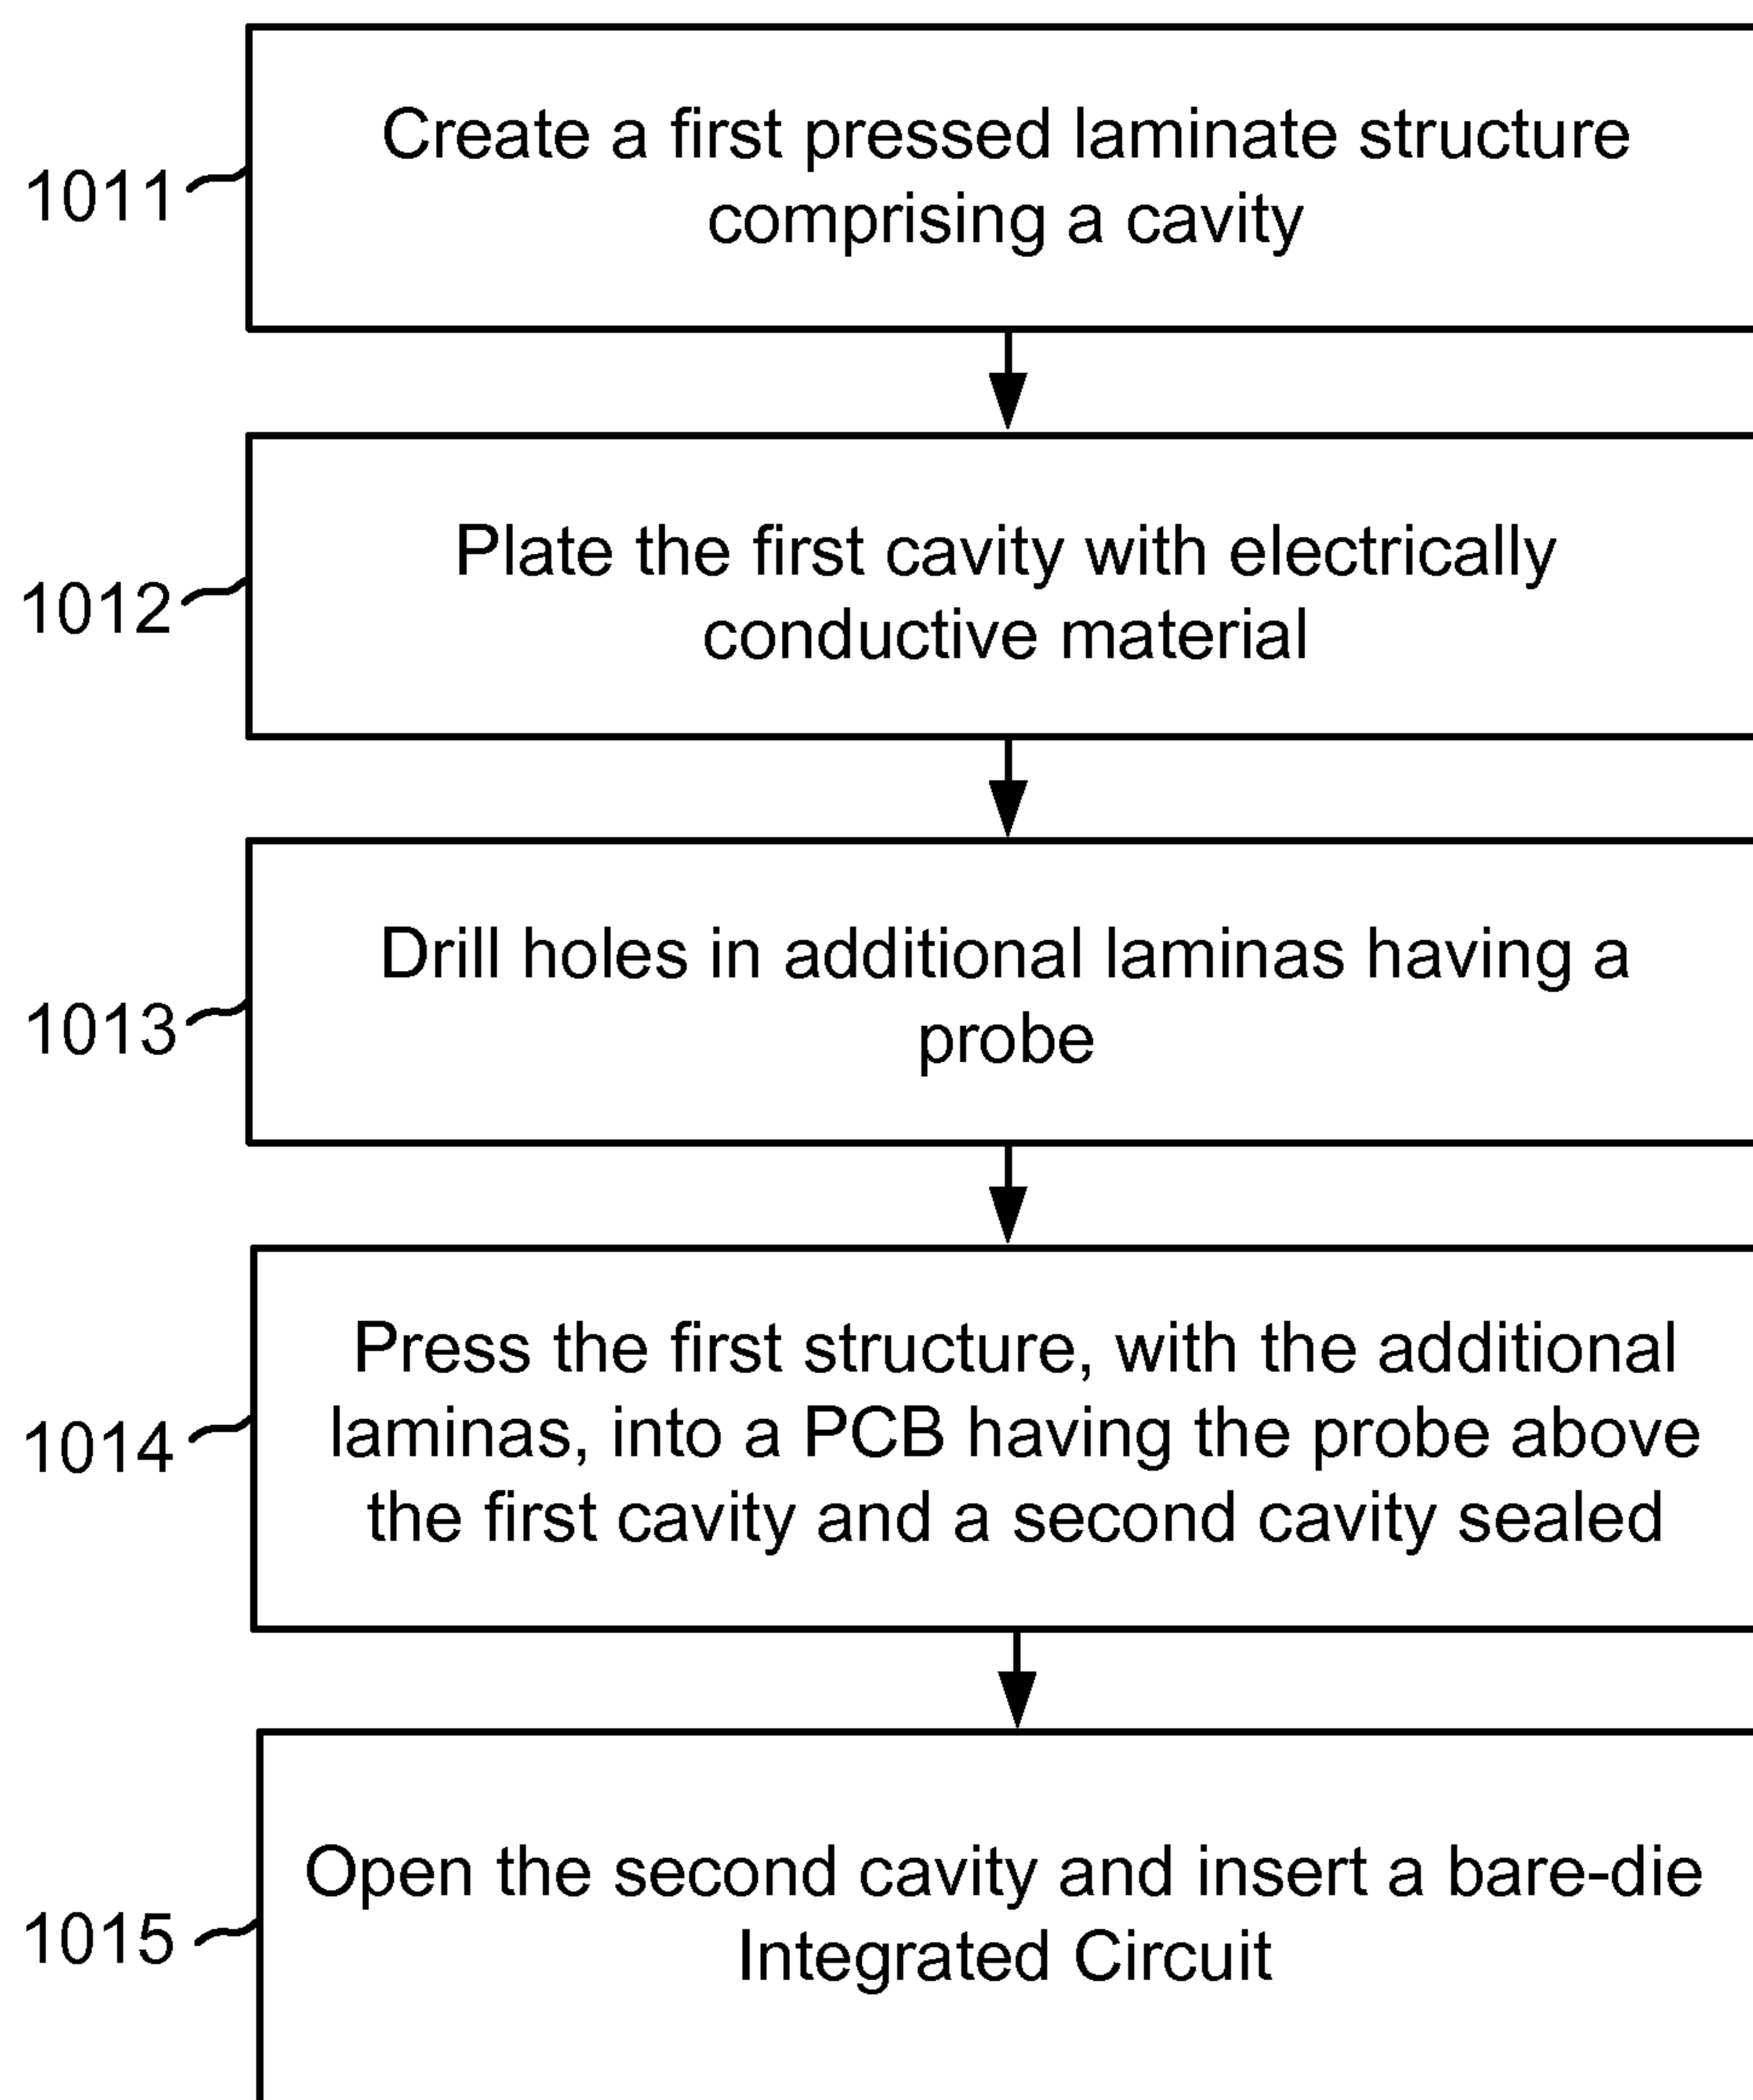 Create a first pressed laminate structure
comprising a cavity
1011
Plate the first cavity with electrically
conductive material
1012
Drill holes in additional laminas having a
probe
1013
Press the first structure, with the additional
laminas, into a PCB having the probe above
the first cavity and a second cavity sealed
1014
Open the second cavity and insert a bare-die
Integrated Circuit
1015